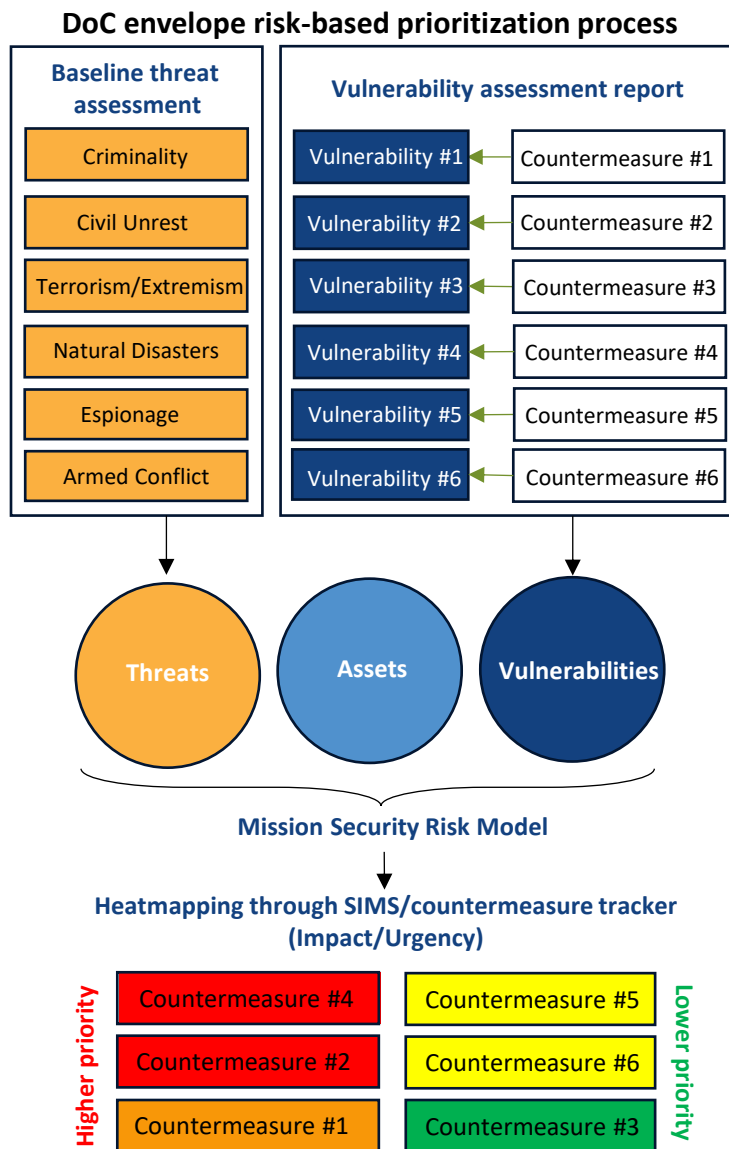 DoC envelope risk-based prioritization process
Baseline threat
assessment
Criminality
Civil Unrest
Terrorism/Extremism
Natural Disasters
Espionage
Armed Conflict
Vulnerability assessment report
Vulnerability #1
Countermeasure #1
Vulnerability #2
Countermeasure #2
Vulnerability #3
Countermeasure #3
Vulnerability #4
Countermeasure #4
Vulnerability #5
Countermeasure #5
Vulnerability #6
Countermeasure #6
Threats
Assets
Vulnerabilities
Mission Security Risk Model
Heatmapping through SIMS/countermeasure tracker
(Impact/Urgency)
Higher priority
Countermeasure #4
Countermeasure #2
Countermeasure #1
Countermeasure #5
Countermeasure #6
Countermeasure #3
Lower priority